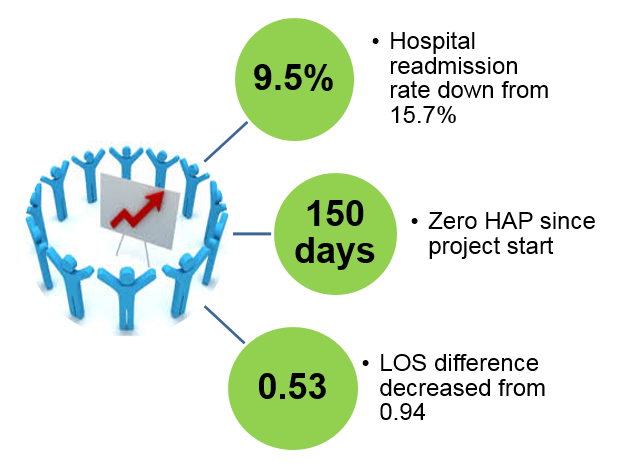 9.5%
• Hospital
readmission
rate down from
15.7%
150
days
• Zero HAP since
project start
0.53
• LOS difference
decreased from
0.94